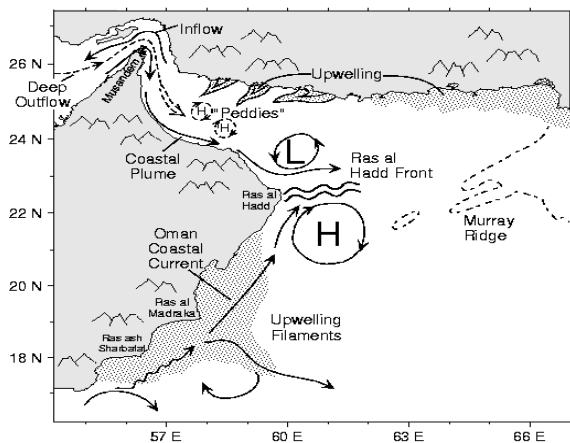 Inflow
26 N
Upwelling
Deep
Outflow
Musandem
H
"Peddies"
H
24 N
Coastal
Plume
L
Ras al
Hadd Front
Ras al
Hadd
22 N
H
Murray
Ridge
Oman
Coastal
Current
20 N
Ras al
Madraka
Upwelling
Filaments
Ras ash
Sharbatat
18 N
57 E
60 E
63 E
66 E